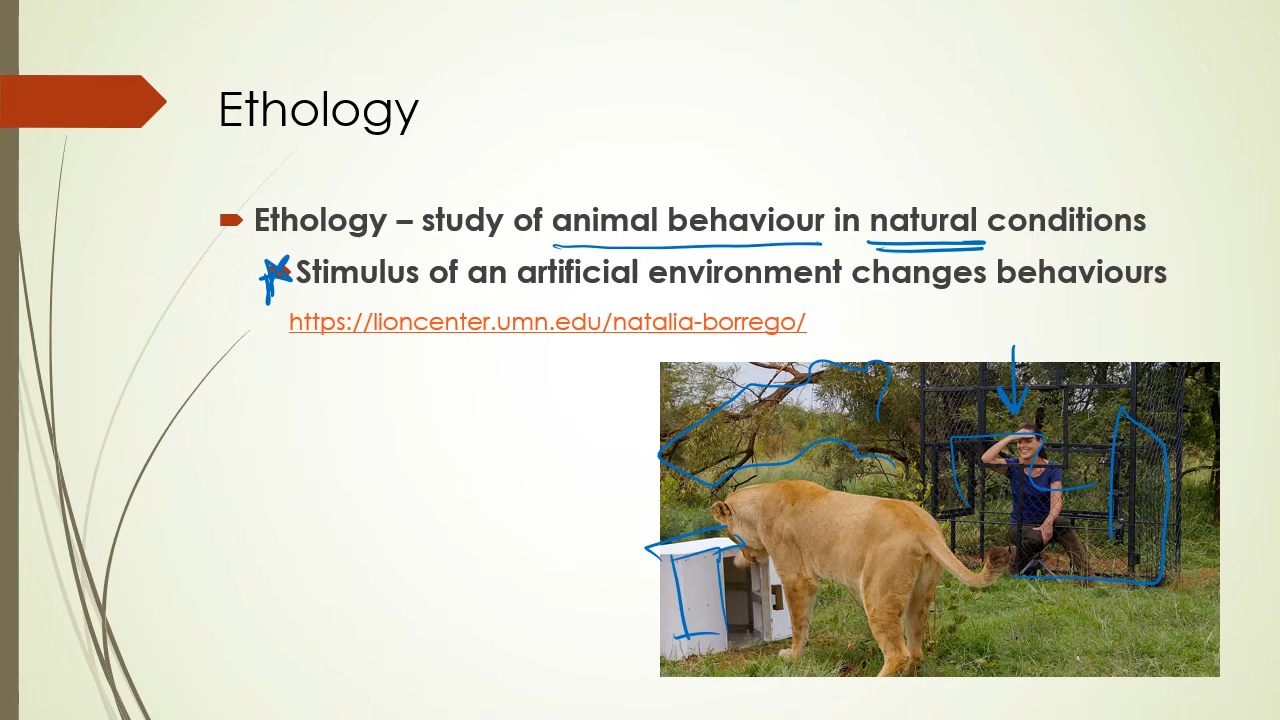 Ethology
Ethology – study of animal behaviour in natural conditions
Stimulus of an artificial environment changes behaviours
https://lioncenter.umn.edu/natalia-borrego/